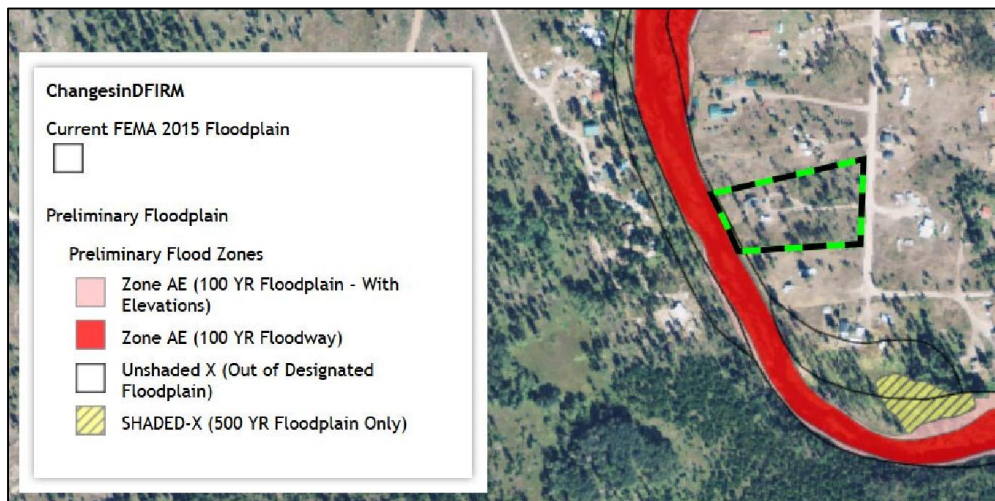 ChangesinDFIRM
Current FEMA 2015 Floodplain
Preliminary Floodplain
Preliminary Flood Zones
Zone AE (100 YR Floodplain - With
Elevations)
Zone AE (100 YR Floodway)
Unshaded X (Out of Designated
Floodplain)
SHADED-X (500 YR Floodplain Only)